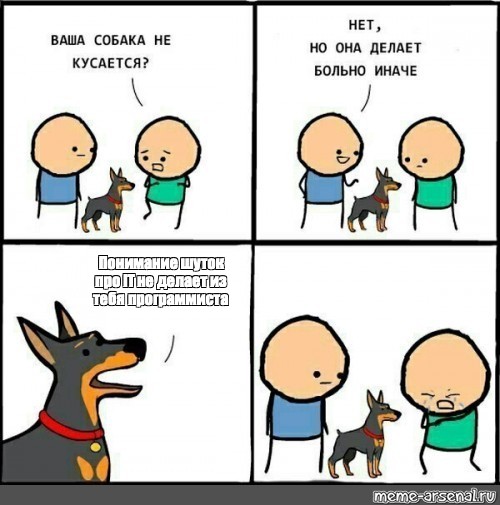 ВАША СОБАКА НЕ
КУСАЕТСЯ?
НЕТ,
НО ОНА ДЕЛАЕТ
БОЛЬНО ИНАЧЕ
Понимание шуток
про IT не делает из
тебя программиста
meme-arsenal.ru